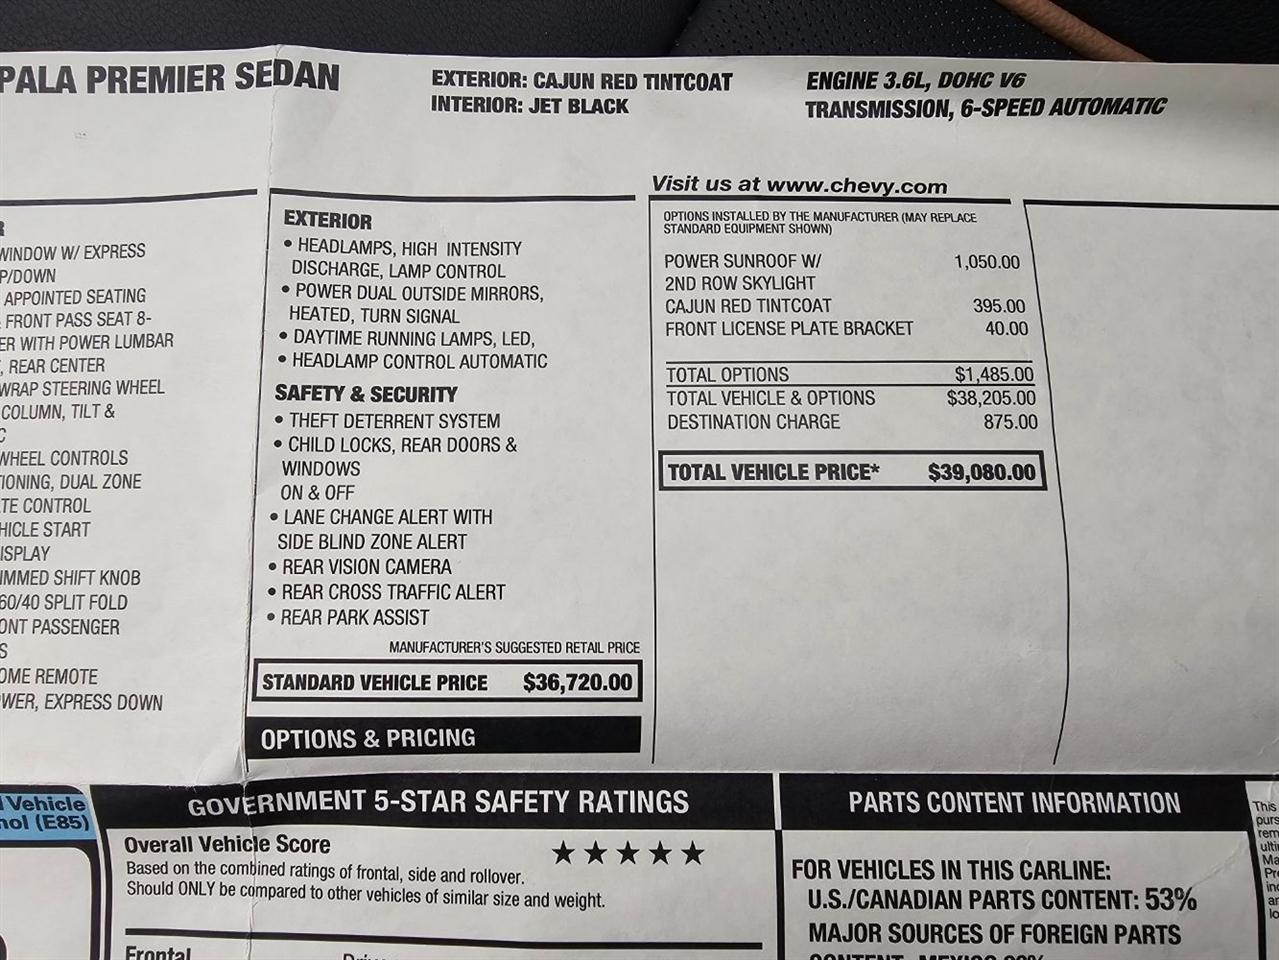 PALA PREMIER SEDAN
EXTERIOR: CAJUN RED TINTCOAT
INTERIOR: JET BLACK
ENGINE 3.6L, DOHC V6
TRANSMISSION, 6-SPEED AUTOMATIC
R
WINDOW W/ EXPRESS
P/DOWN
APPOINTED SEATING
FRONT PASS SEAT 8-
ER WITH POWER LUMBAR
, REAR CENTER
WRAP STEERING WHEEL
COLUMN, TILT &
C
WHEEL CONTROLS
TIONING, DUAL ZONE
TE CONTROL
HICLE START
ISPLAY
IMMED SHIFT KNOB
60/40 SPLIT FOLD
ONT PASSENGER
S
OME REMOTE
WER, EXPRESS DOWN
EXTERIOR
• HEADLAMPS, HIGH INTENSITY
DISCHARGE, LAMP CONTROL
• POWER DUAL OUTSIDE MIRRORS,
HEATED, TURN SIGNAL
• DAYTIME RUNNING LAMPS, LED,
• HEADLAMP CONTROL AUTOMATIC
SAFETY & SECURITY
• THEFT DETERRENT SYSTEM
• CHILD LOCKS, REAR DOORS &
WINDOWS
ON & OFF
• LANE CHANGE ALERT WITH
SIDE BLIND ZONE ALERT
• REAR VISION CAMERA
• REAR CROSS TRAFFIC ALERT
• REAR PARK ASSIST
MANUFACTURER'S SUGGESTED RETAIL PRICE
STANDARD VEHICLE PRICE $36,720.00
OPTIONS & PRICING
Visit us at www.chevy.com
OPTIONS INSTALLED BY THE MANUFACTURER (MAY REPLACE
STANDARD EQUIPMENT SHOWN)
POWER SUNROOF W/ 1,050.00
2ND ROW SKYLIGHT
CAJUN RED TINTCOAT 395.00
FRONT LICENSE PLATE BRACKET 40.00
TOTAL OPTIONS $1,485.00
TOTAL VEHICLE & OPTIONS $38,205.00
DESTINATION CHARGE 875.00
TOTAL VEHICLE PRICE* $39,080.00
Vehicle
nol (E85)
GOVERNMENT 5-STAR SAFETY RATINGS
Overall Vehicle Score ★★★★★
Based on the combined ratings of frontal, side and rollover.
Should ONLY be compared to other vehicles of similar size and weight.
Frontal
PARTS CONTENT INFORMATION
FOR VEHICLES IN THIS CARLINE:
U.S./CANADIAN PARTS CONTENT: 53%
MAJOR SOURCES OF FOREIGN PARTS
CONTENT: MEXICO
This
purs
rem
ulti
Ma
Pre
inc
ar
lo